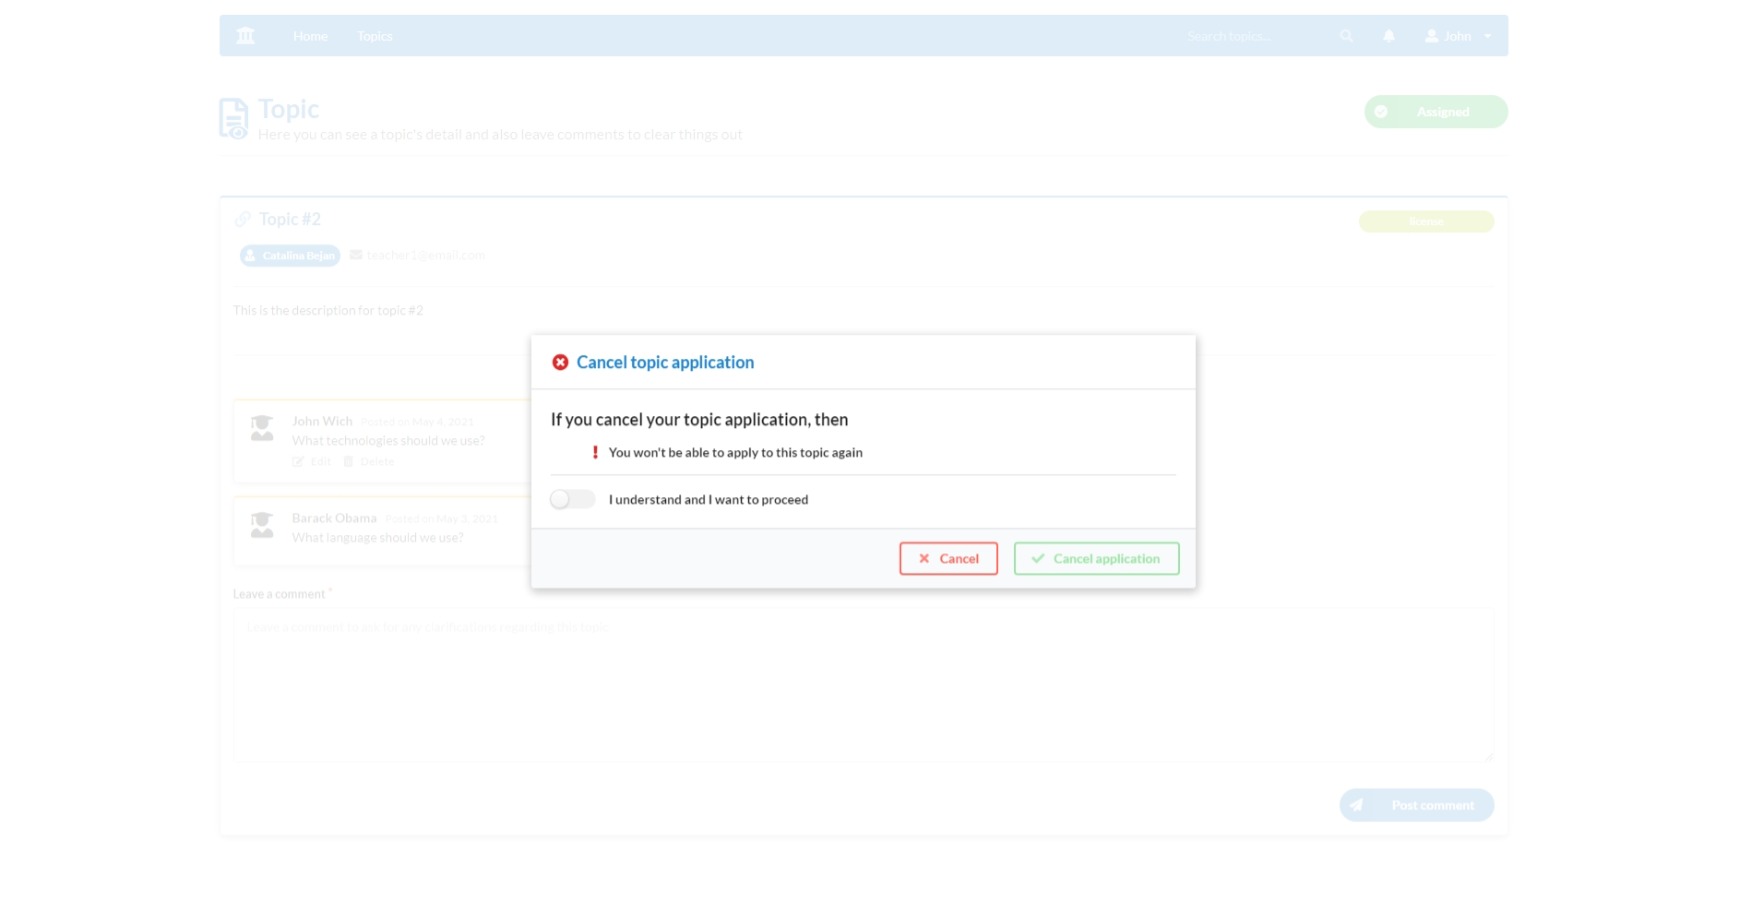 Home Topics Search topics... John
Topic
Here you can see a topic's detail and also leave comments to clear things out
Assigned
Topic #2
license
Catalina Bejan teacher1@email.com
This is the description for topic #2
Cancel topic application
If you cancel your topic application, then
! You won't be able to apply to this topic again
I understand and I want to proceed
Cancel Cancel application
John Wich Posted on May 4, 2021
What technologies should we use?
Edit Delete
Barack Obama Posted on May 3, 2021
What language should we use?
Leave a comment *
Leave a comment to ask for any clarifications regarding this topic
Post comment